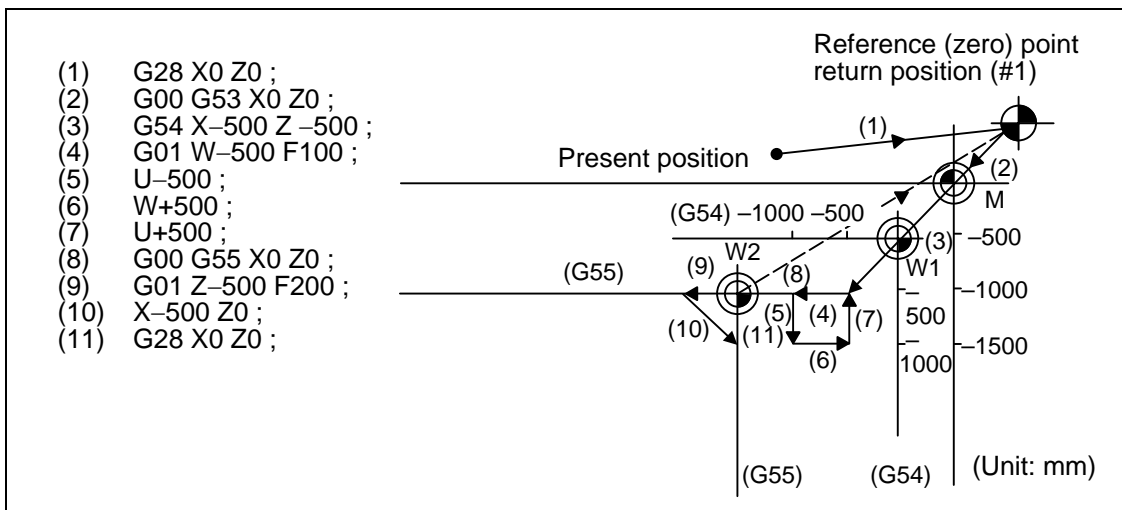 (1) G28 X0 Z0 ;
(2) G00 G53 X0 Z0 ;
(3) G54 X–500 Z –500 ;
(4) G01 W–500 F100 ;
(5) U–500 ;
(6) W+500 ;
(7) U+500 ;
(8) G00 G55 X0 Z0 ;
(9) G01 Z–500 F200 ;
(10) X–500 Z0 ;
(11) G28 X0 Z0 ;
Reference (zero) point
return position (#1)
(1)
Present position
(2)
M
(G54) –1000 –500
(3)
–500
W2
W1
(G55)
(9)
(8)
–1000
(5)
(4)
(7)
–
500
(10)
(11)
(6)
–
1000
–1500
(G55)
(G54)
(Unit: mm)